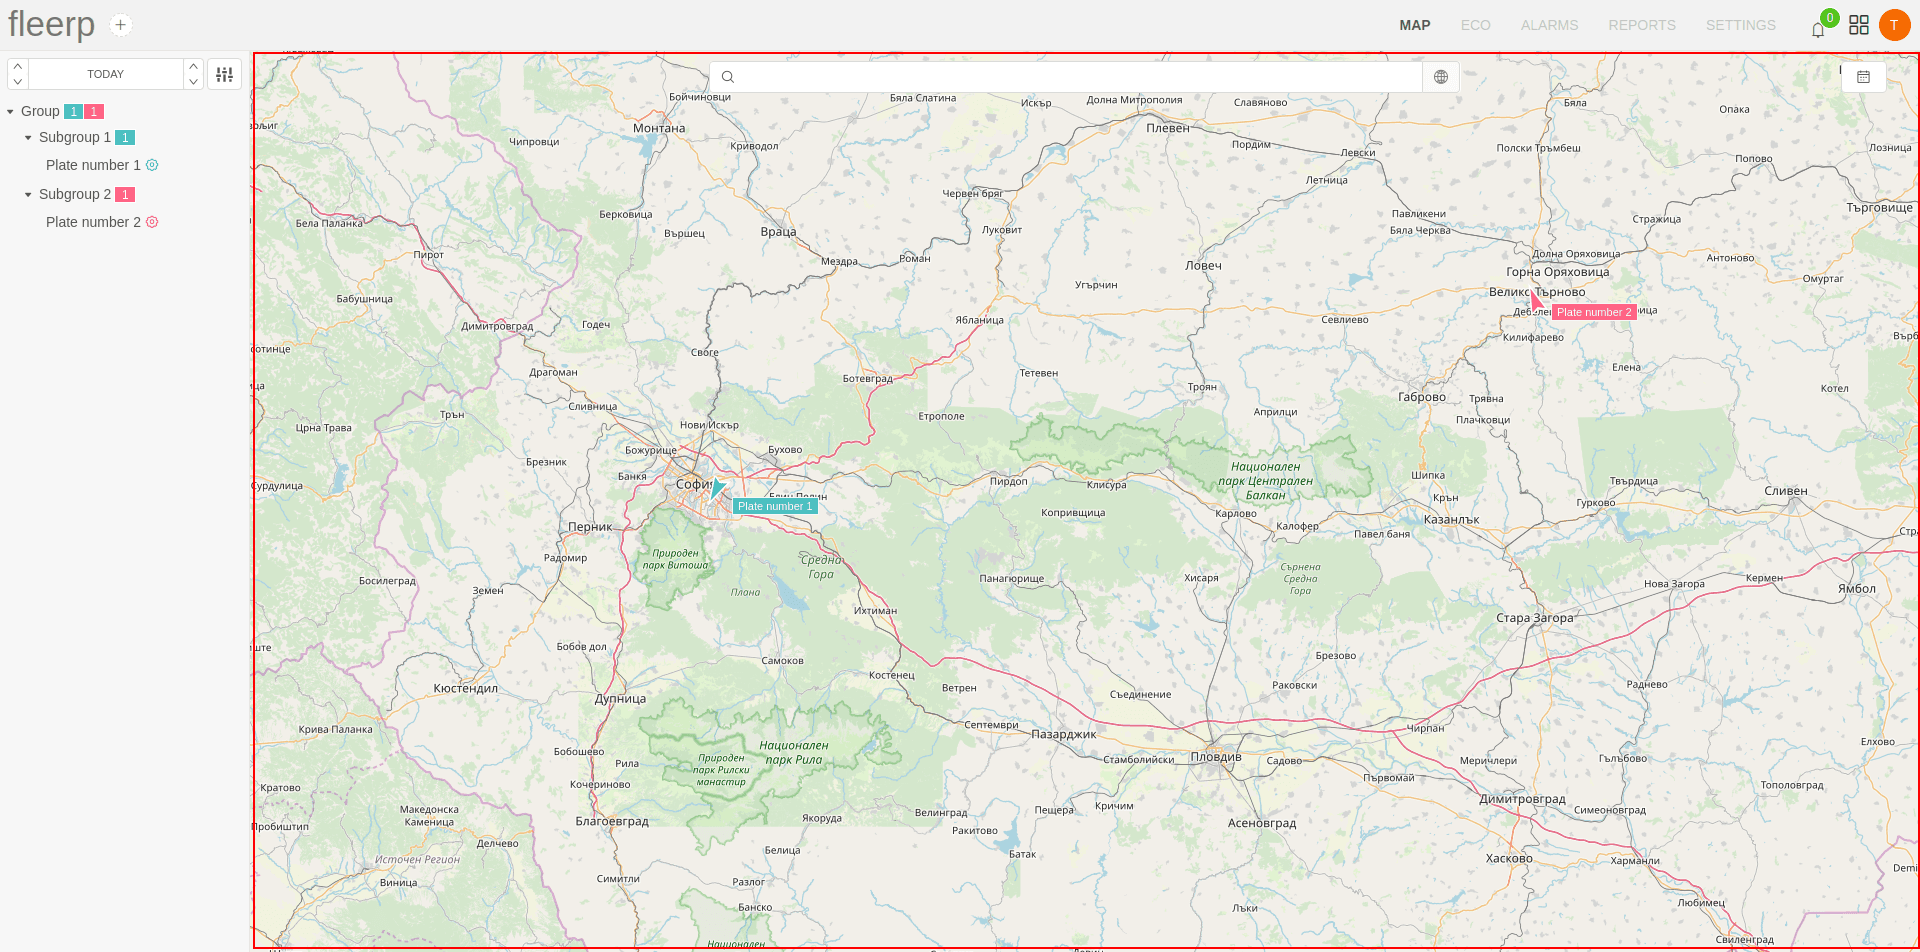 fleerp
MAP ECO ALARMS REPORTS SETTINGS
0
T
TODAY
Group 1 1
Subgroup 1 1
Plate number 1
Subgroup 2 1
Plate number 2
Бойчиновци
Бяла Слатина
Искър
Долна Митрополия
Славяново
Бяла
Опака
Монтана
Чипровци
Криводол
Плевен
Пордим
Левски
Полски Тръмбеш
Попово
Лозница
Летница
Червен бряг
Берковица
Вършец
Враца
Луковит
Павликени
Бяла Черква
Стражица
Търговище
Бела Паланка
Пирот
Мездра
Роман
Ловеч
Долна Оряховица
Горна Оряховица
Антоново
Омуртаг
Бабушница
Угърчин
Велико Търново
Plate number 2
Димитровград
Годеч
Ябланица
Севлиево
Килифарево
Своге
Драгоман
Ботевград
Тетевен
Троян
Елена
Котел
Габрово
Трявна
Плачковци
Сливница
Трън
Црна Трава
Нови Искър
Етрополе
Априлци
Божурище
Бухово
Брезник
Банкя
София
Елин Пелин
Plate number 1
Пирдоп
Клисура
Национален
парк Централен
Балкан
Шипка
Крън
Твърдица
Гурково
Сливен
Сурдулица
Копривщица
Карлово
Калофер
Казанлък
Павел баня
Перник
Радомир
Природен
парк Витоша
Средна
Гора
Плана
Панагюрище
Хисаря
Сърнена
Средна
Гора
Нова Загора
Кермен
Ямбол
Босилеград
Земен
Ихтиман
Стара Загора
Бобов дол
Самоков
Костенец
Ветрен
Брезово
Раковски
Раднево
Кюстендил
Дупница
Съединение
Септември
Пазарджик
Чирпан
Крива Паланка
Национален
парк Рила
Бобошево
Рила
Природен
парк Рилски
манастир
Стамболийски
Пловдив
Садово
Меричлери
Гълъбово
Елхово
Кочериново
Първомай
Тополовград
Кратово
Македонска
Каменица
Пробиштип
Благоевград
Якоруда
Велинград
Ракитово
Пещера
Кричим
Асеновград
Димитровград
Симеоновград
Делчево
Источен Регион
Белица
Батак
Хасково
Харманли
Виница
Симитли
Разлог
Банско
Лъки
Любимец
Свиленград
Национален